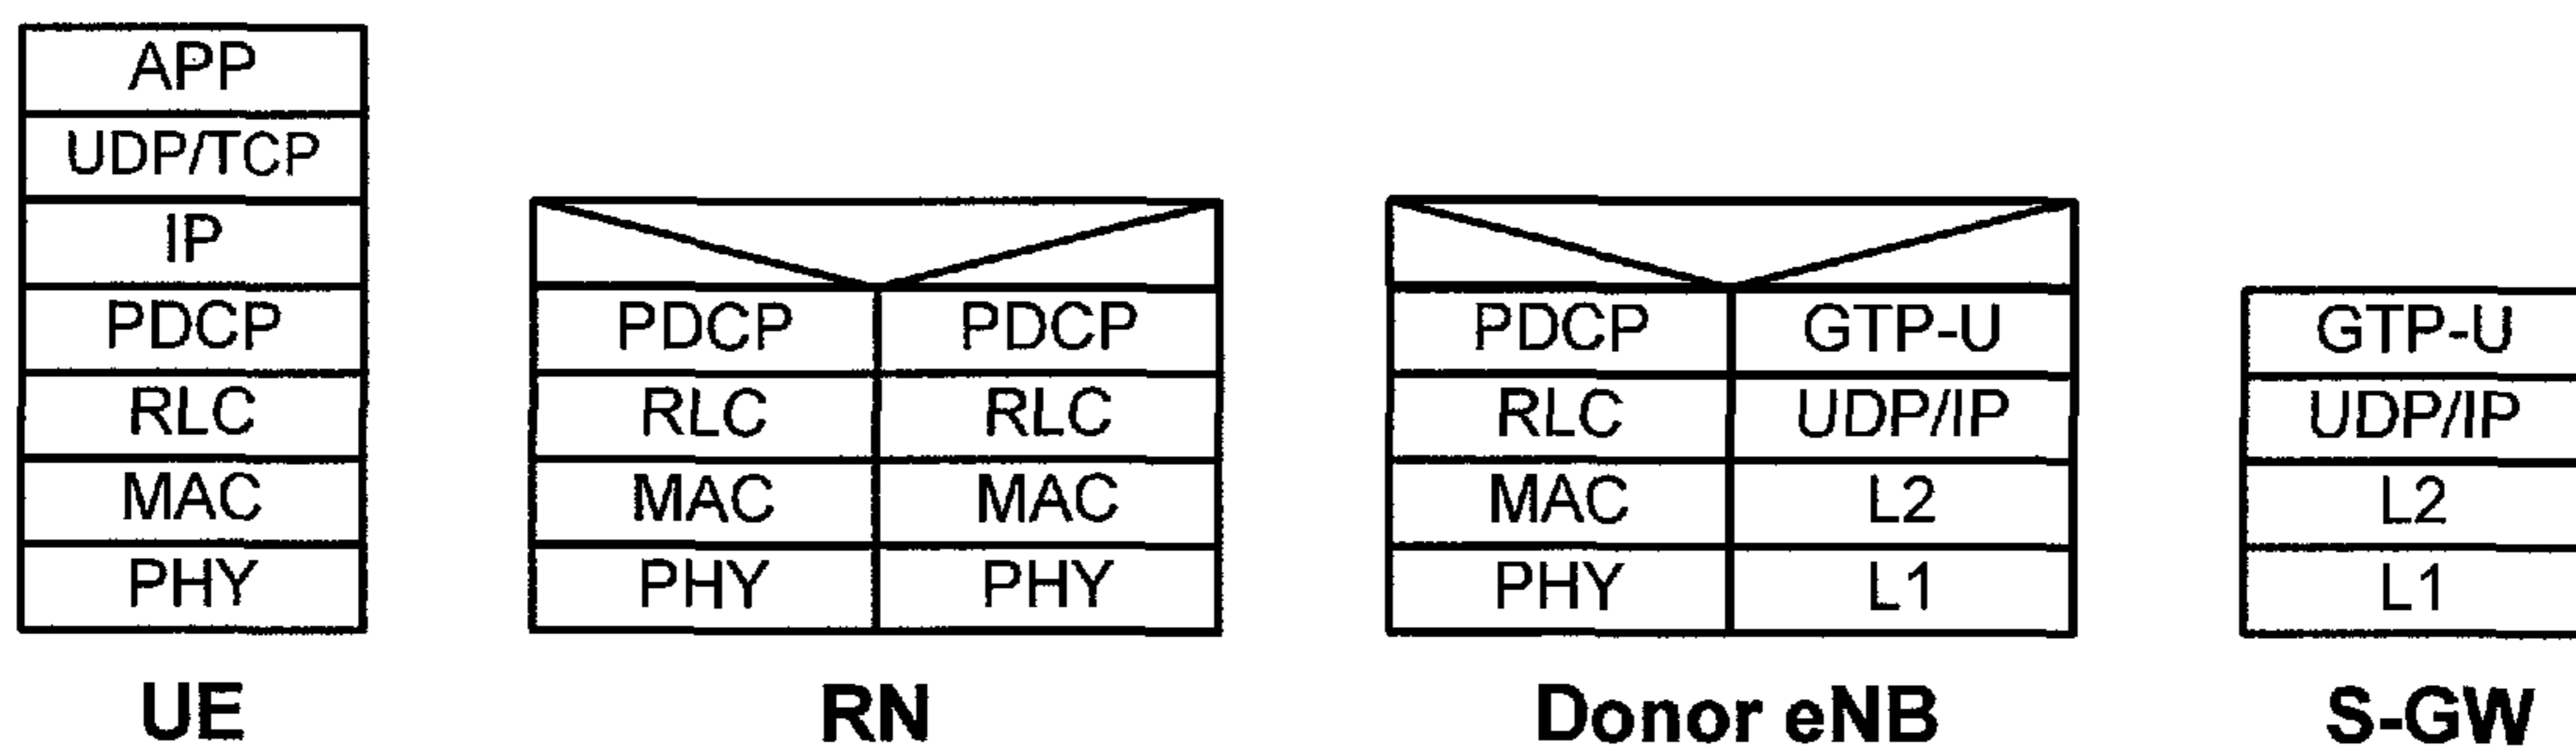 APP
UDP/TCP
IP
PDCP
RLC
MAC
PHY
UE
PDCP PDCP
RLC RLC
MAC MAC
PHY PHY
RN
PDCP GTP-U
RLC UDP/IP
MAC L2
PHY L1
Donor eNB
GTP-U
UDP/IP
L2
L1
S-GW